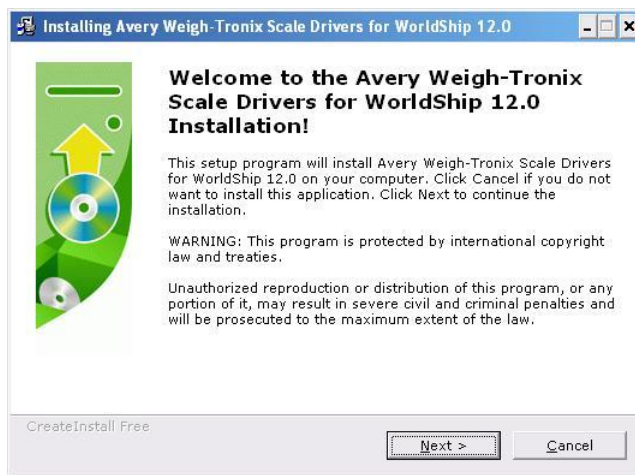 Installing Avery Weigh-Tronix Scale Drivers for WorldShip 12.0
Welcome to the Avery Weigh-Tronix
Scale Drivers for WorldShip 12.0
Installation!
This setup program will install Avery Weigh-Tronix Scale Drivers
for WorldShip 12.0 on your computer. Click Cancel if you do not
want to install this application. Click Next to continue the
installation.
WARNING: This program is protected by international copyright
law and treaties.
Unauthorized reproduction or distribution of this program, or any
portion of it, may result in severe civil and criminal penalties and
will be prosecuted to the maximum extent of the law.
CreateInstall Free
Next >
Cancel